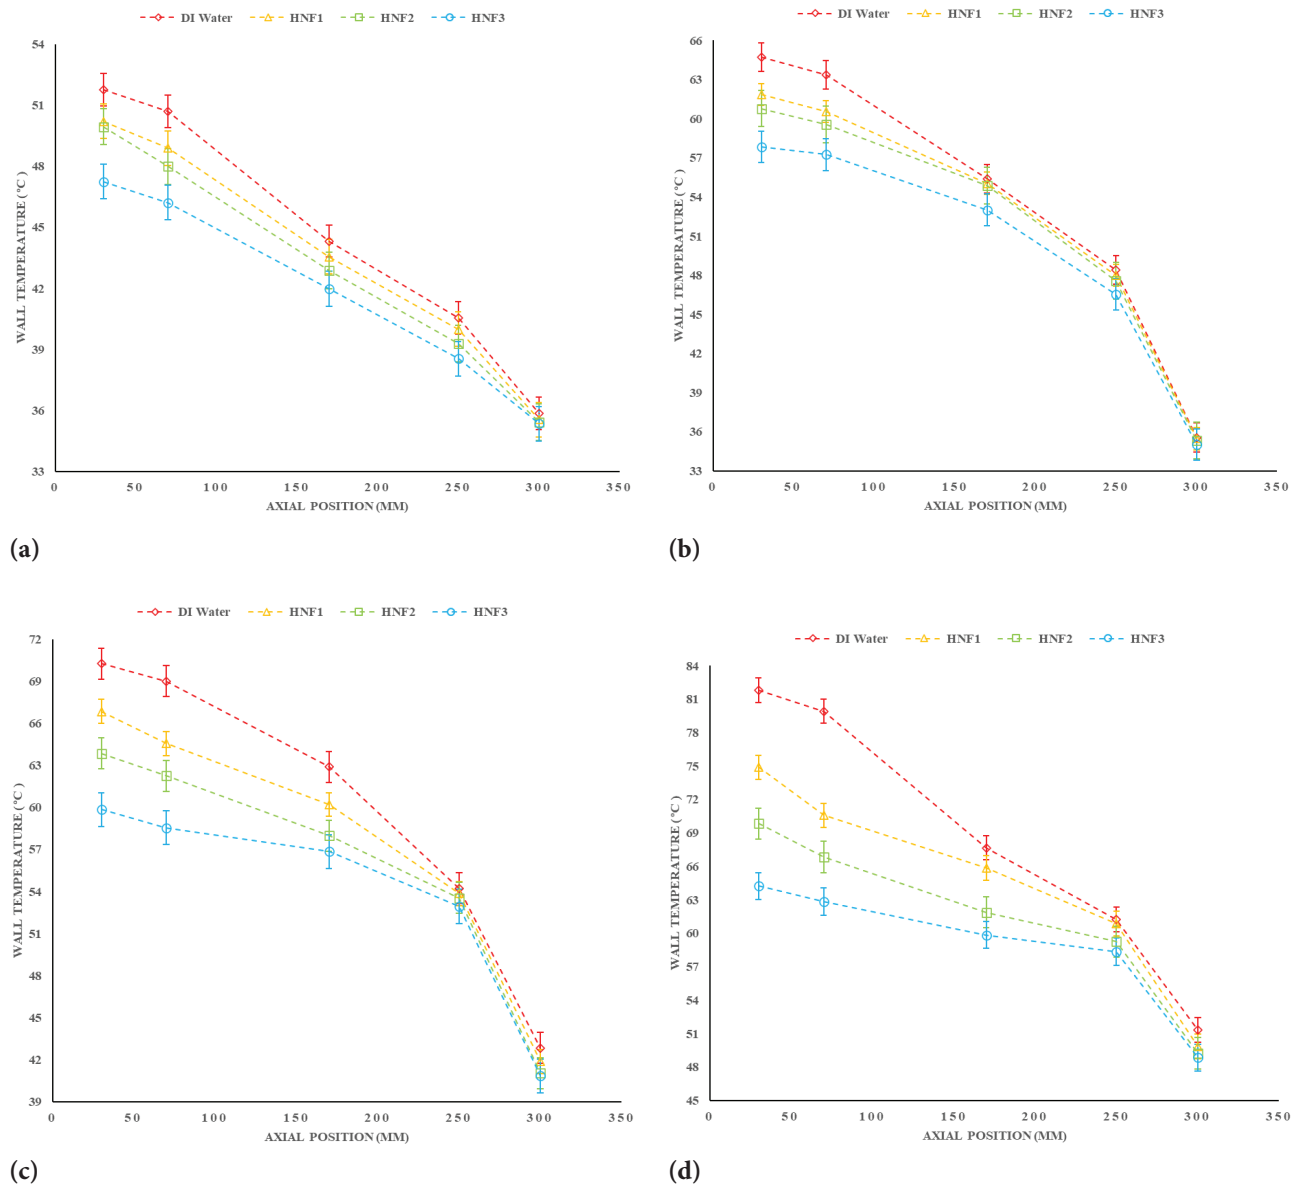 DI Water HNF1 HNF2 HNF3
54
51
48
45
42
39
36
33
0 50 100 150 200 250 300 350
WALL TEMPERATURE (°C)
AXIAL POSITION (MM)
(a)
DI Water HNF1 HNF2 HNF3
66
63
60
57
54
51
48
45
42
39
36
33
0 50 100 150 200 250 300 350
WALL TEMPERATURE (°C)
AXIAL POSITION (MM)
(b)
DI Water HNF1 HNF2 HNF3
72
69
66
63
60
57
54
51
48
45
42
39
0 50 100 150 200 250 300 350
WALL TEMPERATURE (°C)
AXIAL POSITION (MM)
(c)
DI Water HNF1 HNF2 HNF3
84
81
78
75
72
69
66
63
60
57
54
51
48
45
0 50 100 150 200 250 300 350
WALL TEMPERATURE (°C)
AXIAL POSITION (MM)
(d)